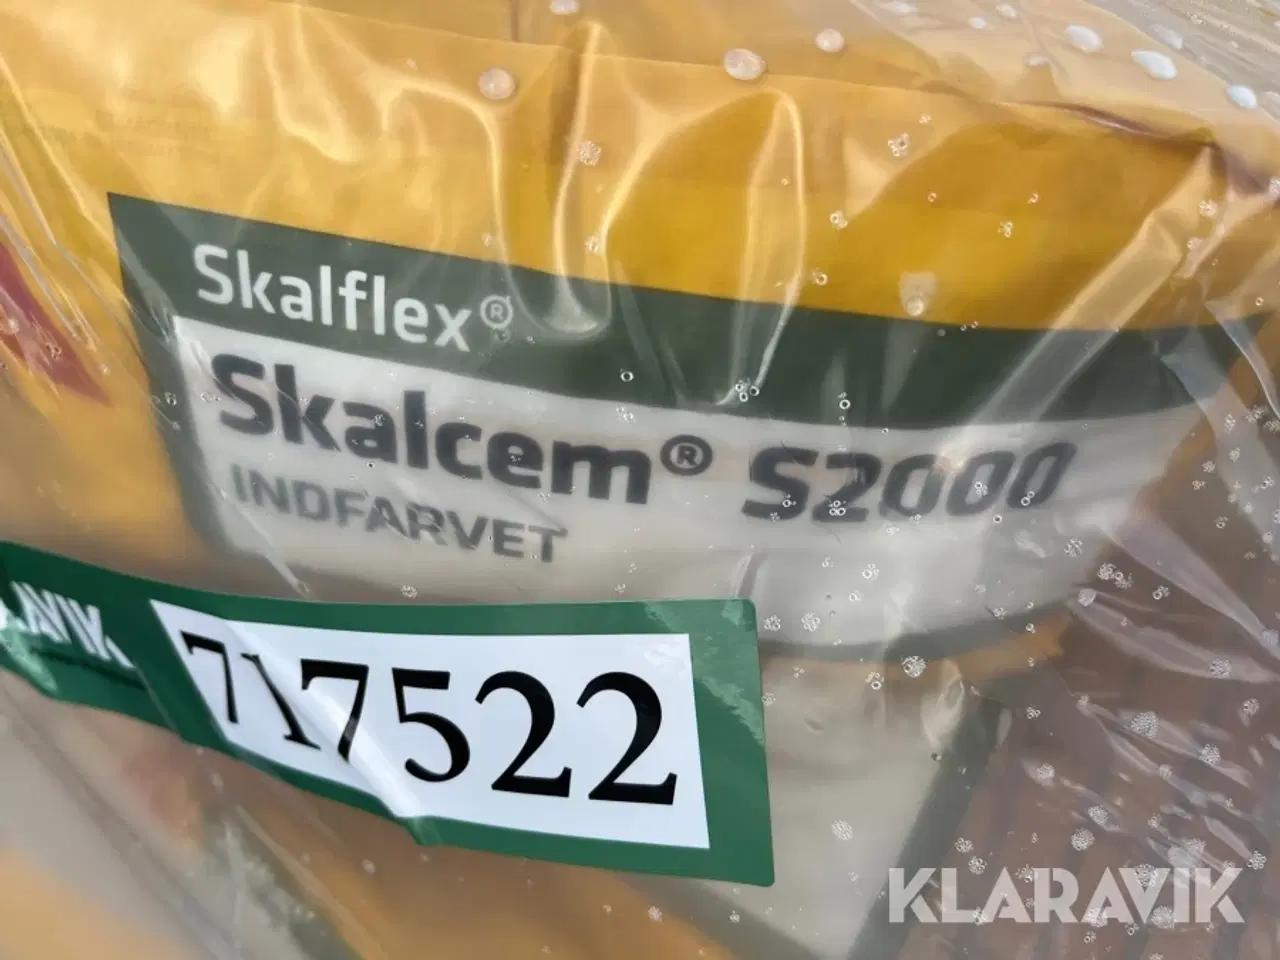 Skalflex®
Skalcem® S2000
INDFARVET
717522
KLARAVIK